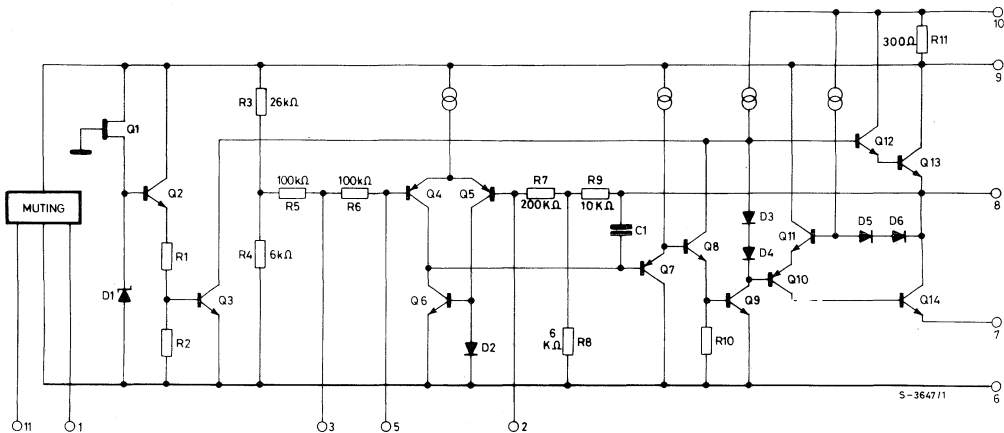 10
300Ω R11
9
R3 26kΩ
Q1
Q12
Q13
MUTING
Q2
100kΩ
R5
100kΩ
R6
Q4
Q5
R7
200KΩ
R9
10KΩ
8
C1
D3
D4
Q11
D5
D6
R1
R4 6kΩ
Q7
Q8
D1
Q3
Q6
Q9
Q10
Q14
7
R2
D2
6
KΩ
R8
R10
S-3647/1
6
11
1
3
5
2